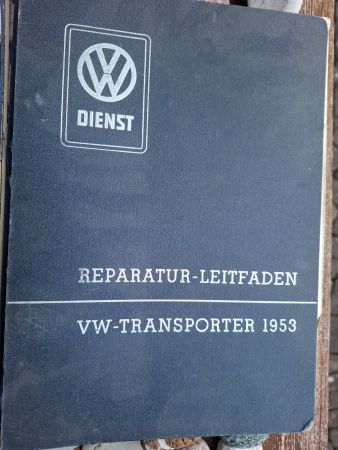 VW
DIENST
REPARATUR-LEITFADEN
VW-TRANSPORTER 1953